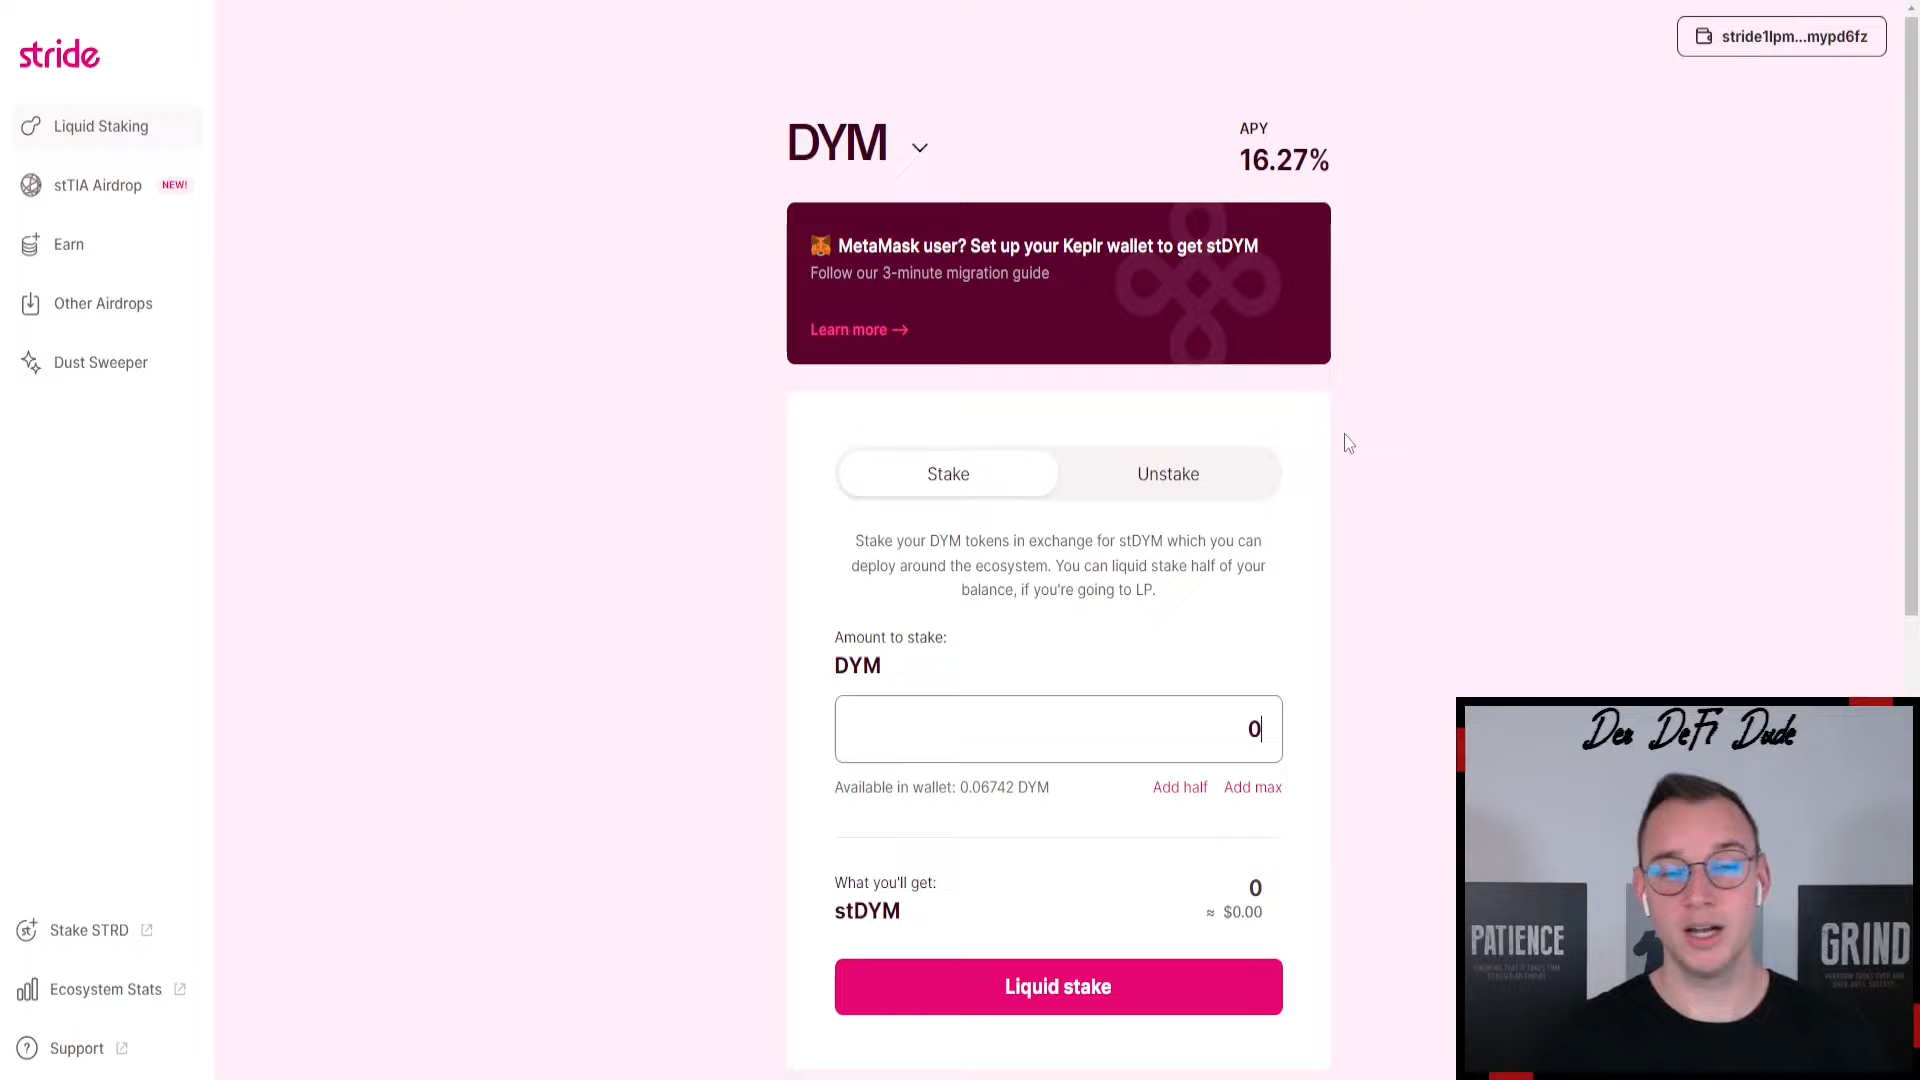 stride
stride1lpm...mypd6fz
Liquid Staking
stTIA Airdrop NEW!
Earn
Other Airdrops
Dust Sweeper
DYM
APY
16.27%
MetaMask user? Set up your Keplr wallet to get stDYM
Follow our 3-minute migration guide
Learn more →
Stake
Unstake
Stake your DYM tokens in exchange for stDYM which you can
deploy around the ecosystem. You can liquid stake half of your
balance, if you're going to LP.
Amount to stake:
DYM
0
Available in wallet: 0.06742 DYM
Add half
Add max
What you'll get:
stDYM
0
≈ $0.00
Liquid stake
Stake STRD
Ecosystem Stats
Support
Der DeFi Dude
PATIENCE
GRIND